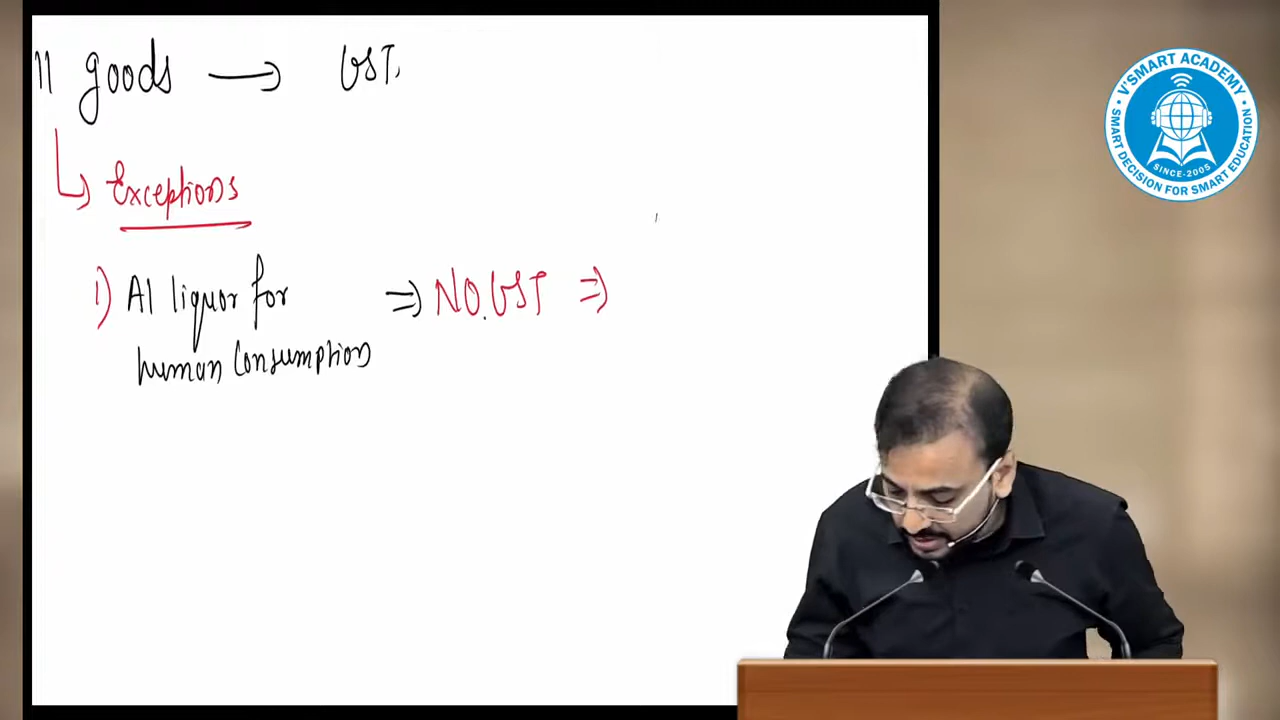 ll goods → GST.
Exceptions
1) Al liquor for ⇒ NO.GST ⇒
human Consumption
V'SMART ACADEMY
SINCE-2005
SMART DECISION FOR SMART EDUCATION